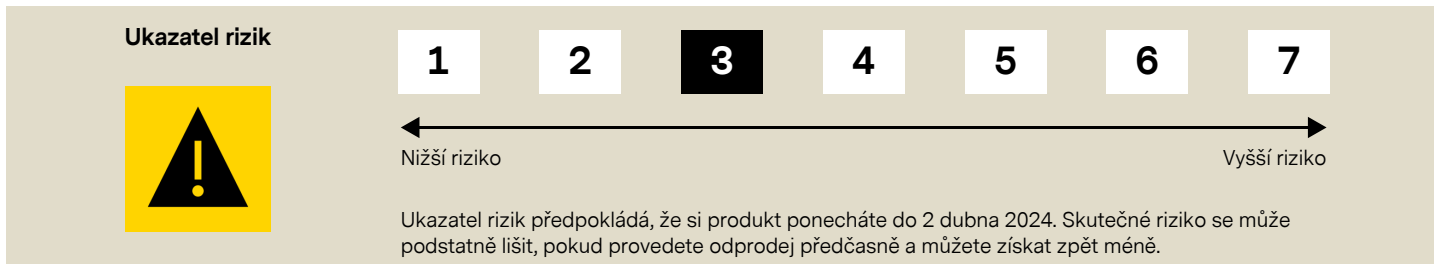 Ukazatel rizik
1 2 3 4 5 6 7
Nižší riziko Vyšší riziko
Ukazatel rizik předpokládá, že si produkt ponecháte do 2 dubna 2024. Skutečné riziko se může
podstatně lišit, pokud provedete odprodej předčasně a můžete získat zpět méně.